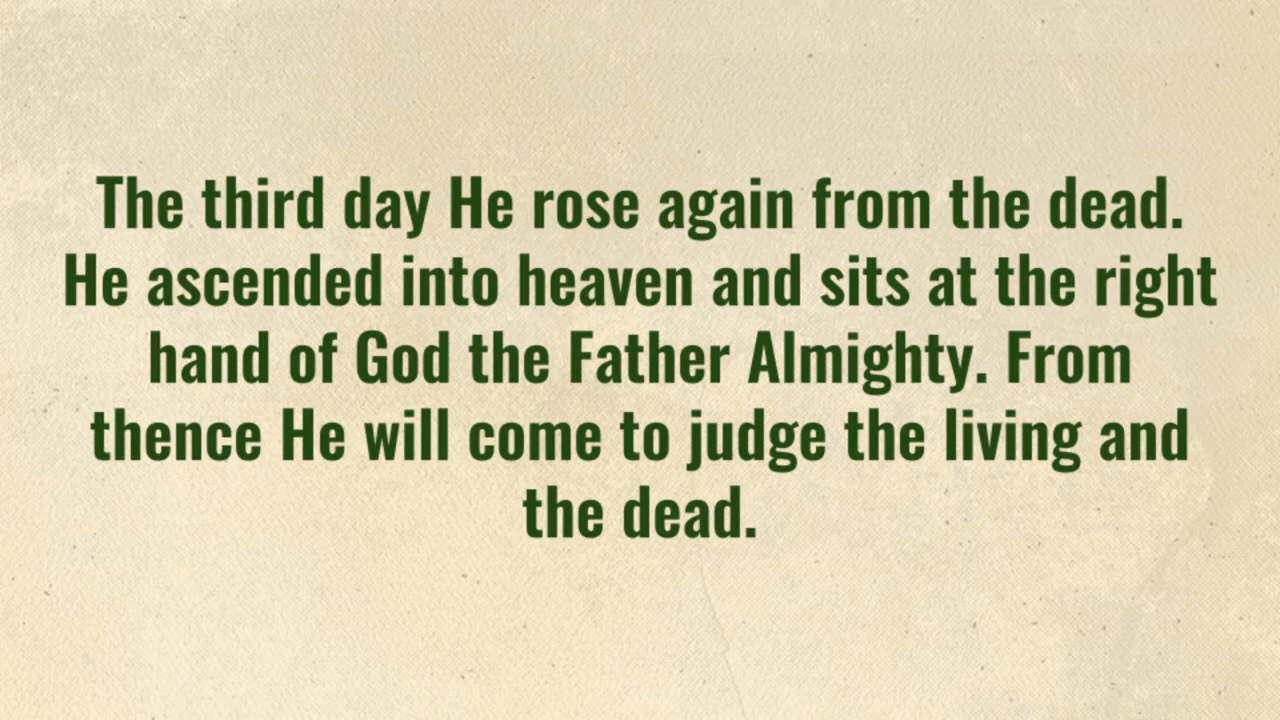 The third day He rose again from the dead.
He ascended into heaven and sits at the right
hand of God the Father Almighty. From
thence He will come to judge the living and
the dead.